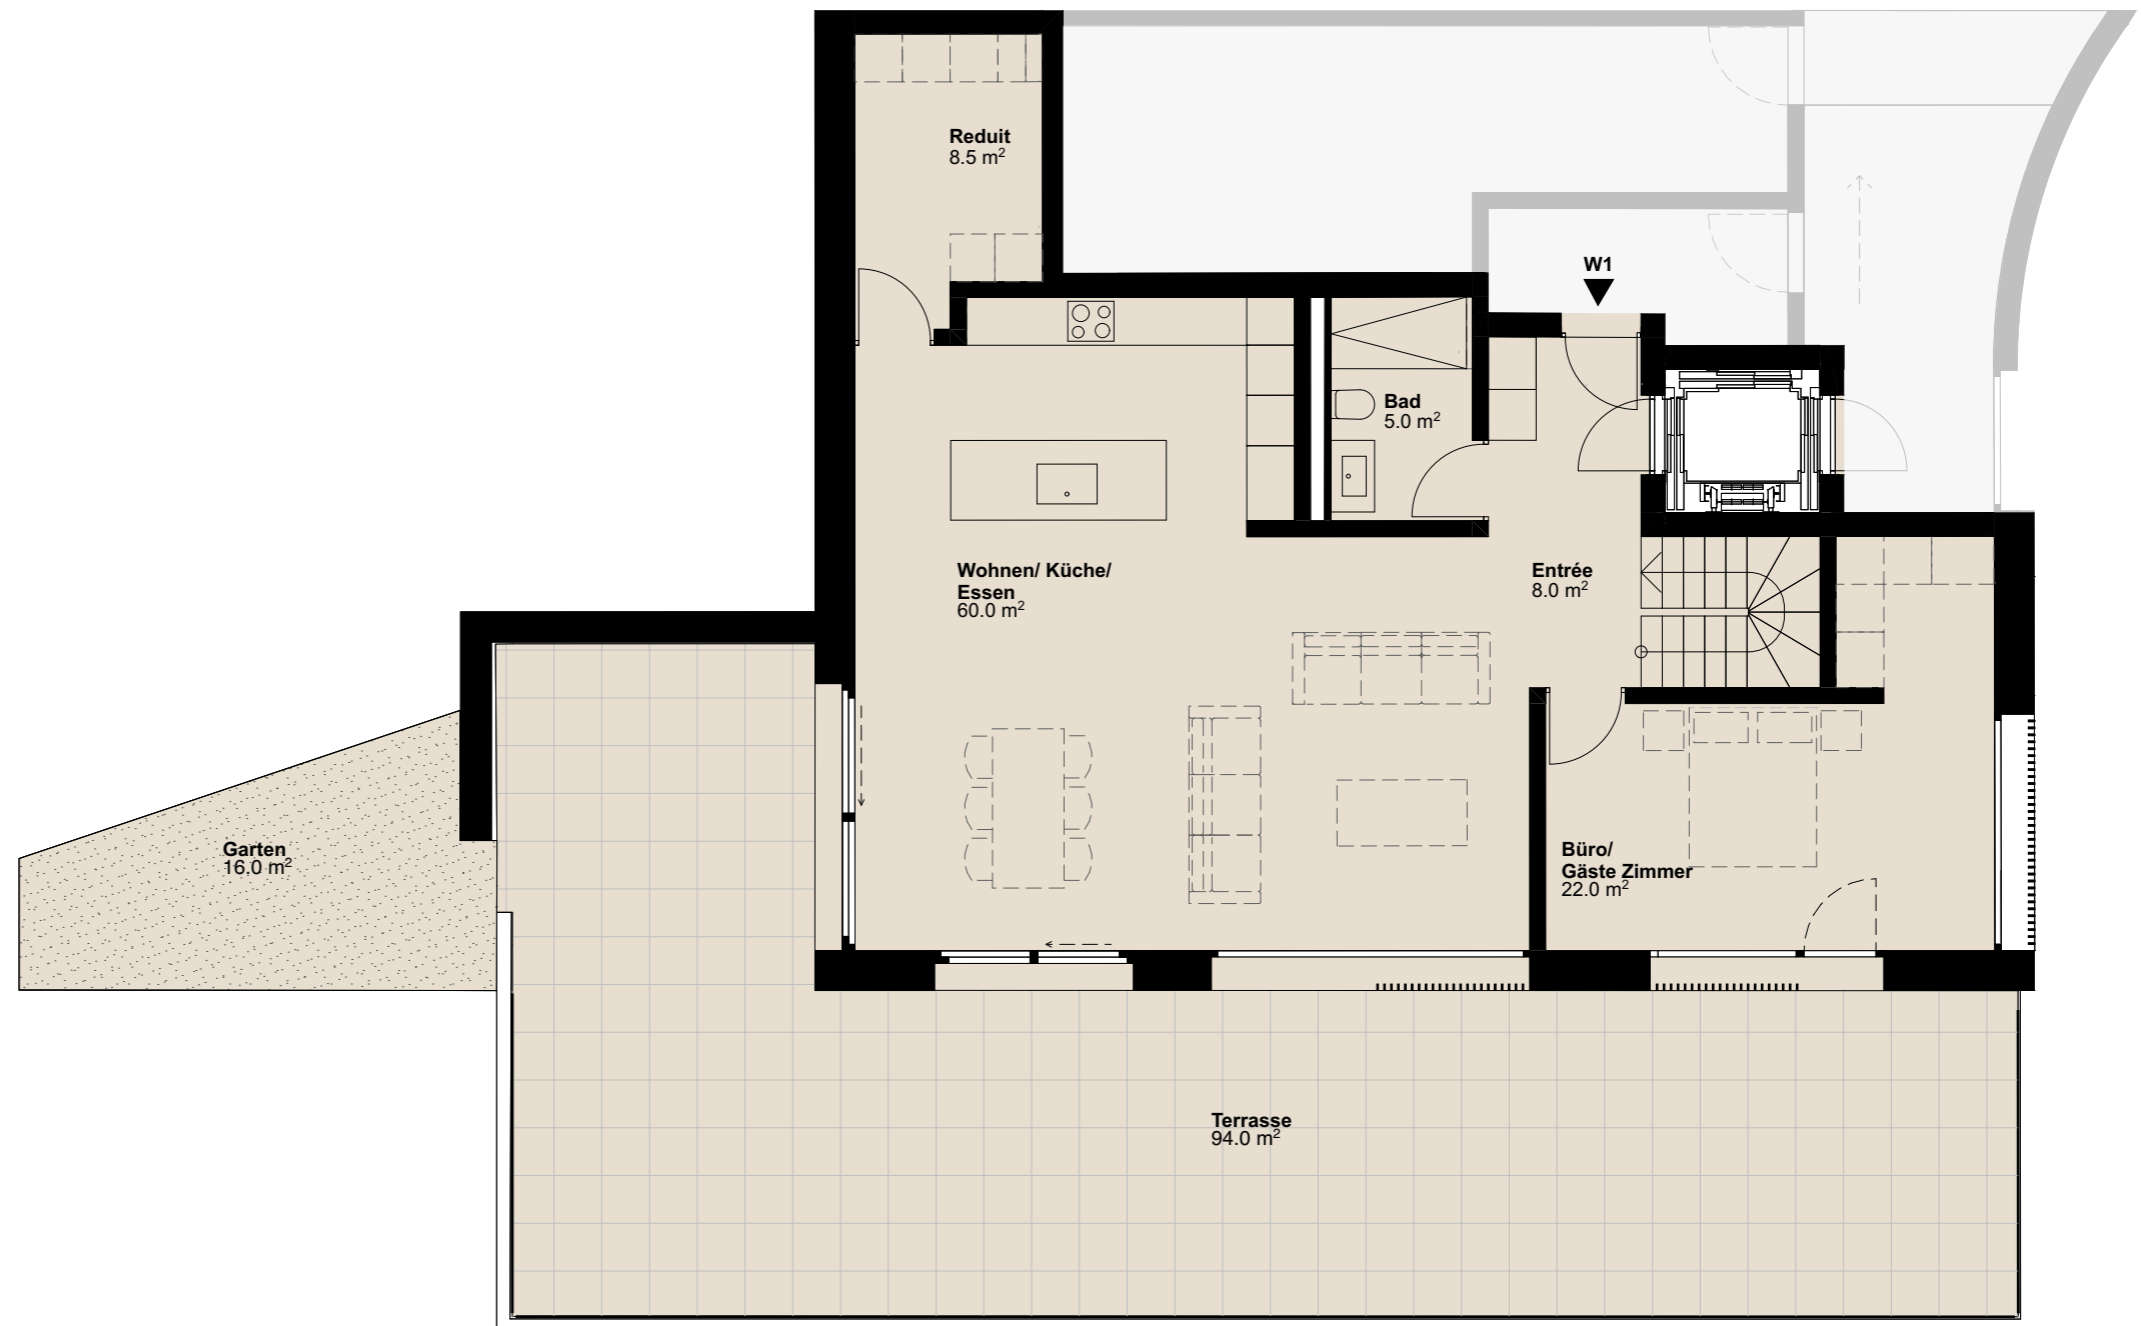 Reduit
8.5 m²
W1
Bad
5.0 m²
Wohnen/ Küche/
Essen
60.0 m²
Entrée
8.0 m²
Garten
16.0 m²
Büro/
Gäste Zimmer
22.0 m²
Terrasse
94.0 m²